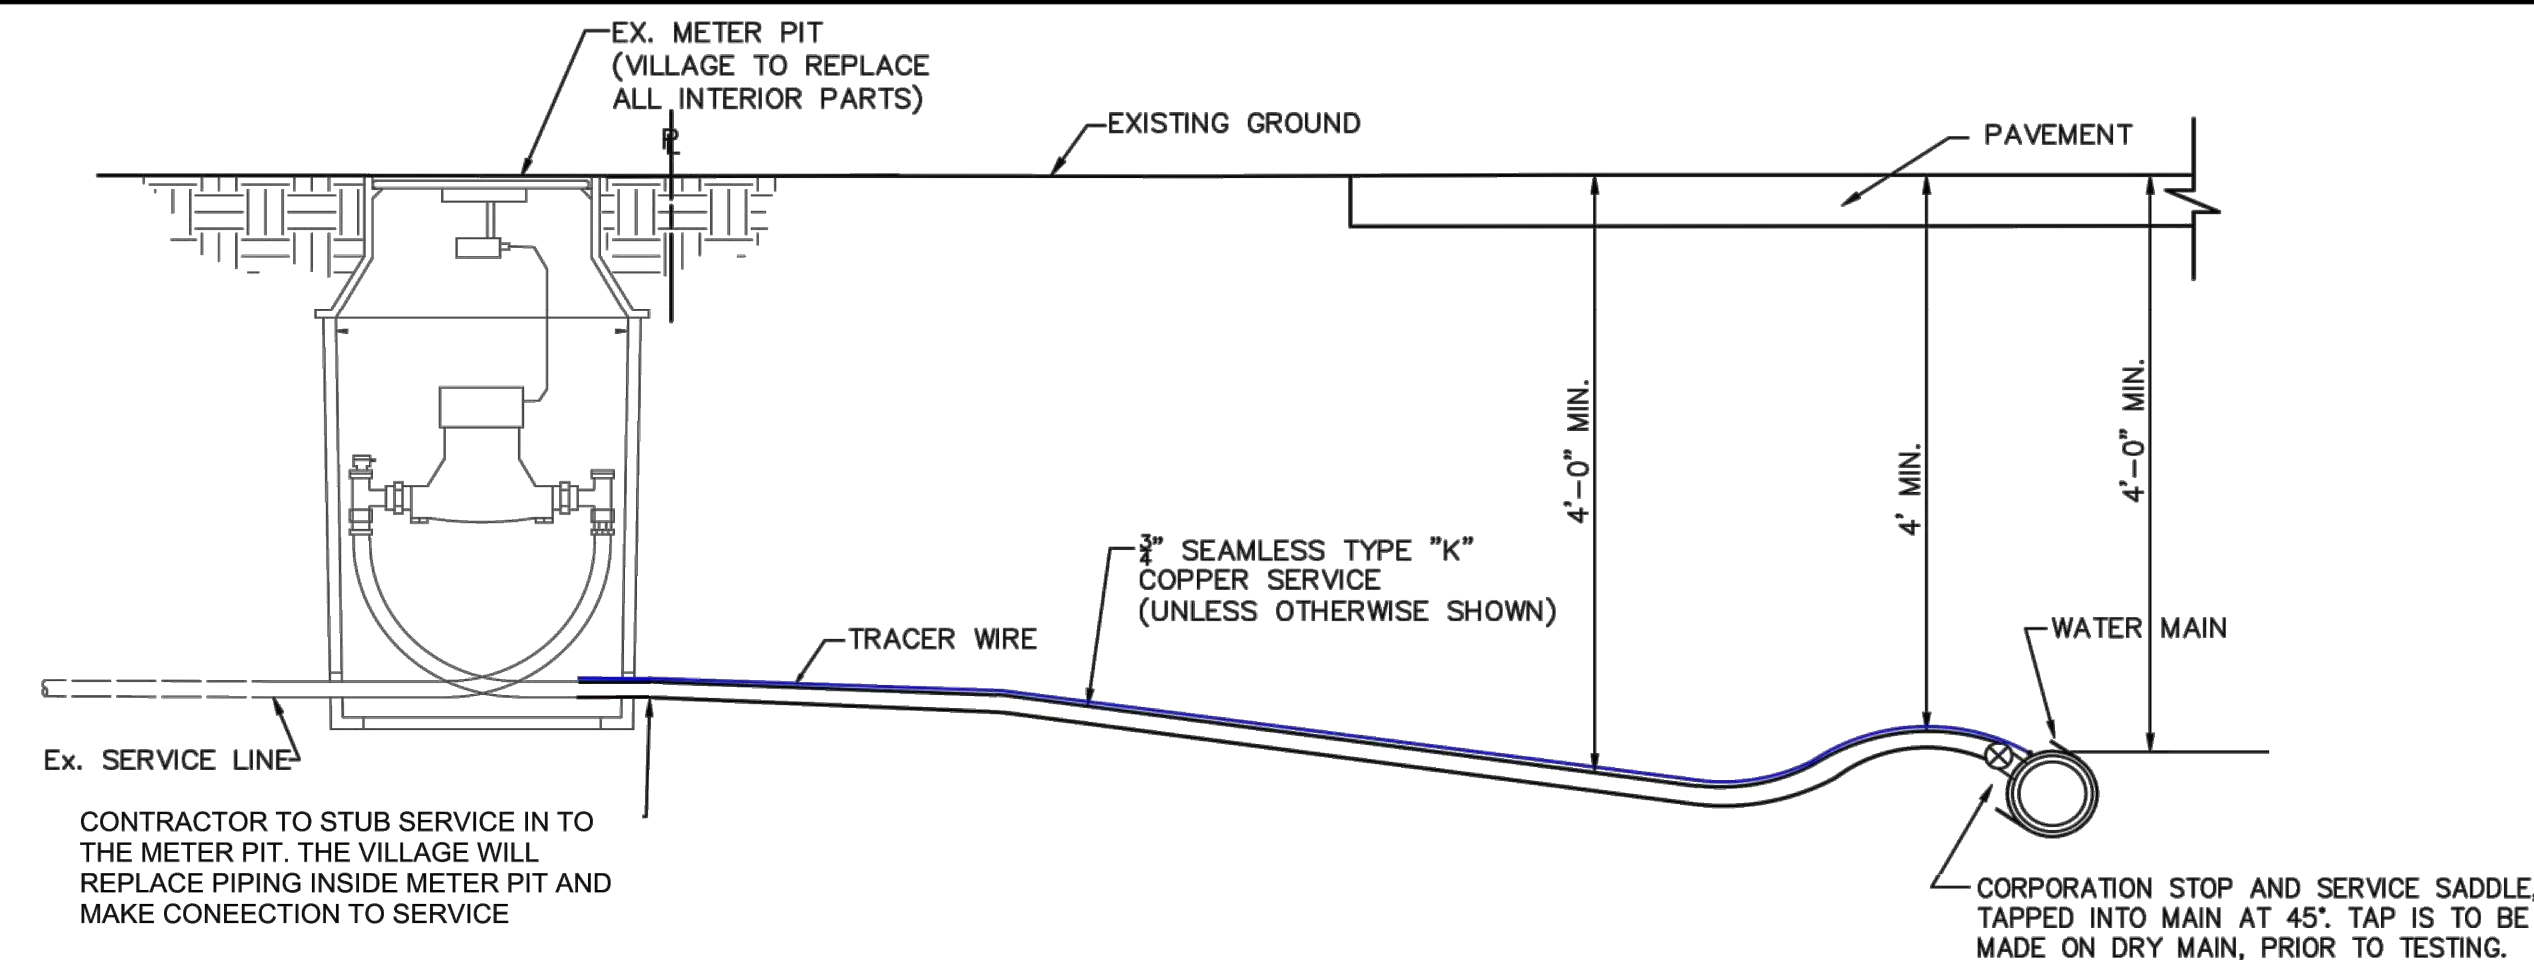 EX. METER PIT
(VILLAGE TO REPLACE
ALL INTERIOR PARTS)
PL
EXISTING GROUND
PAVEMENT
4'-0" MIN.
4' MIN.
4'-0" MIN.
3/4" SEAMLESS TYPE "K"
COPPER SERVICE
(UNLESS OTHERWISE SHOWN)
TRACER WIRE
WATER MAIN
Ex. SERVICE LINE
CONTRACTOR TO STUB SERVICE IN TO
THE METER PIT. THE VILLAGE WILL
REPLACE PIPING INSIDE METER PIT AND
MAKE CONEECTION TO SERVICE
CORPORATION STOP AND SERVICE SADDLE,
TAPPED INTO MAIN AT 45°. TAP IS TO BE
MADE ON DRY MAIN, PRIOR TO TESTING.